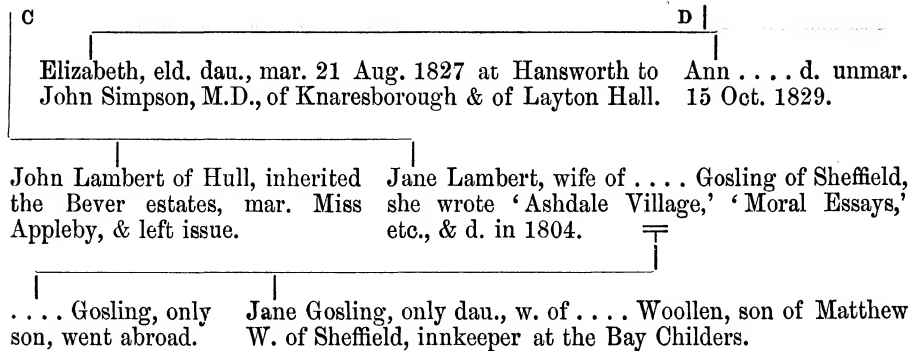 C D
Elizabeth, eld. dau., mar. 21 Aug. 1827 at Hansworth to
John Simpson, M.D., of Knaresborough & of Layton Hall.
Ann . . . . d. unmar.
15 Oct. 1829.
John Lambert of Hull, inherited
the Bever estates, mar. Miss
Appleby, & left issue.
Jane Lambert, wife of . . . . Gosling of Sheffield,
she wrote ‘Ashdale Village,’ ‘Moral Essays,’
etc., & d. in 1804.
. . . . Gosling, only
son, went abroad.
Jane Gosling, only dau., w. of . . . . Woollen, son of Matthew
W. of Sheffield, innkeeper at the Bay Childers.